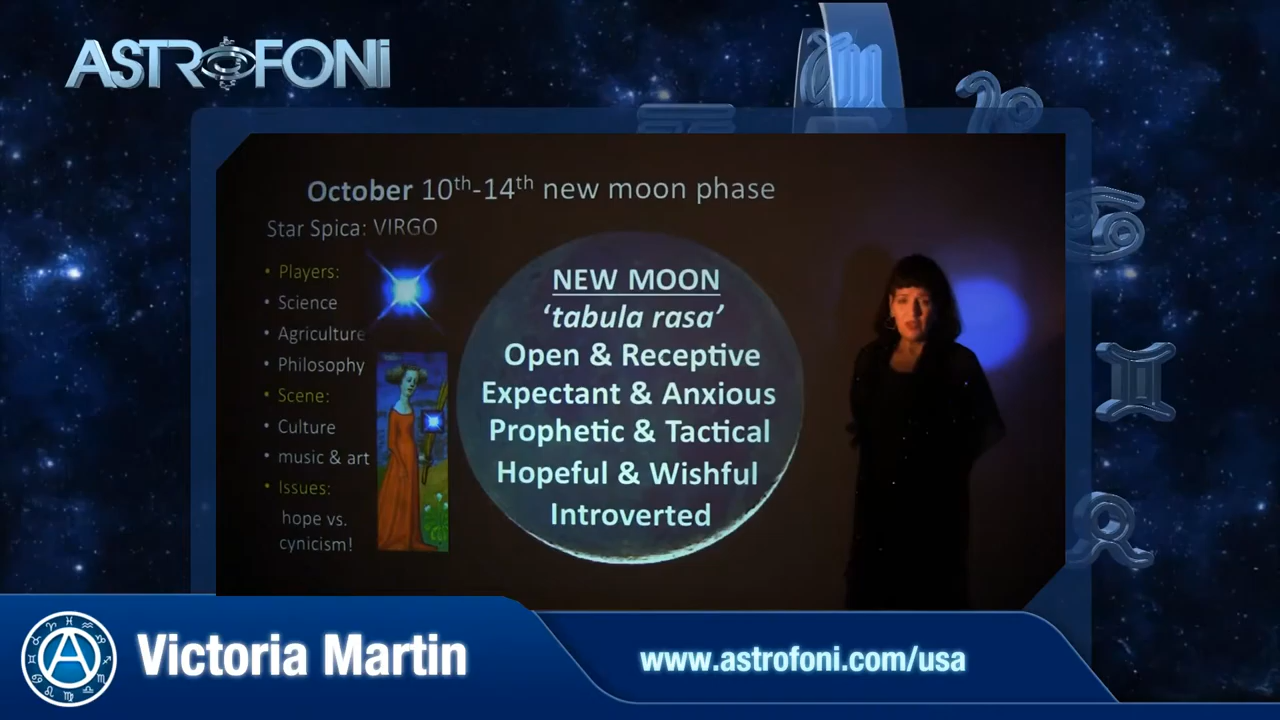 ASTROFONi
October 10th-14th new moon phase
Star Spica: VIRGO
• Players:
• Science
• Agriculture
• Philosophy
• Scene:
• Culture
• music & art
• Issues:
hope vs.
cynicism!
NEW MOON
‘tabula rasa’
Open & Receptive
Expectant & Anxious
Prophetic & Tactical
Hopeful & Wishful
Introverted
A
Victoria Martin
www.astrofoni.com/usa